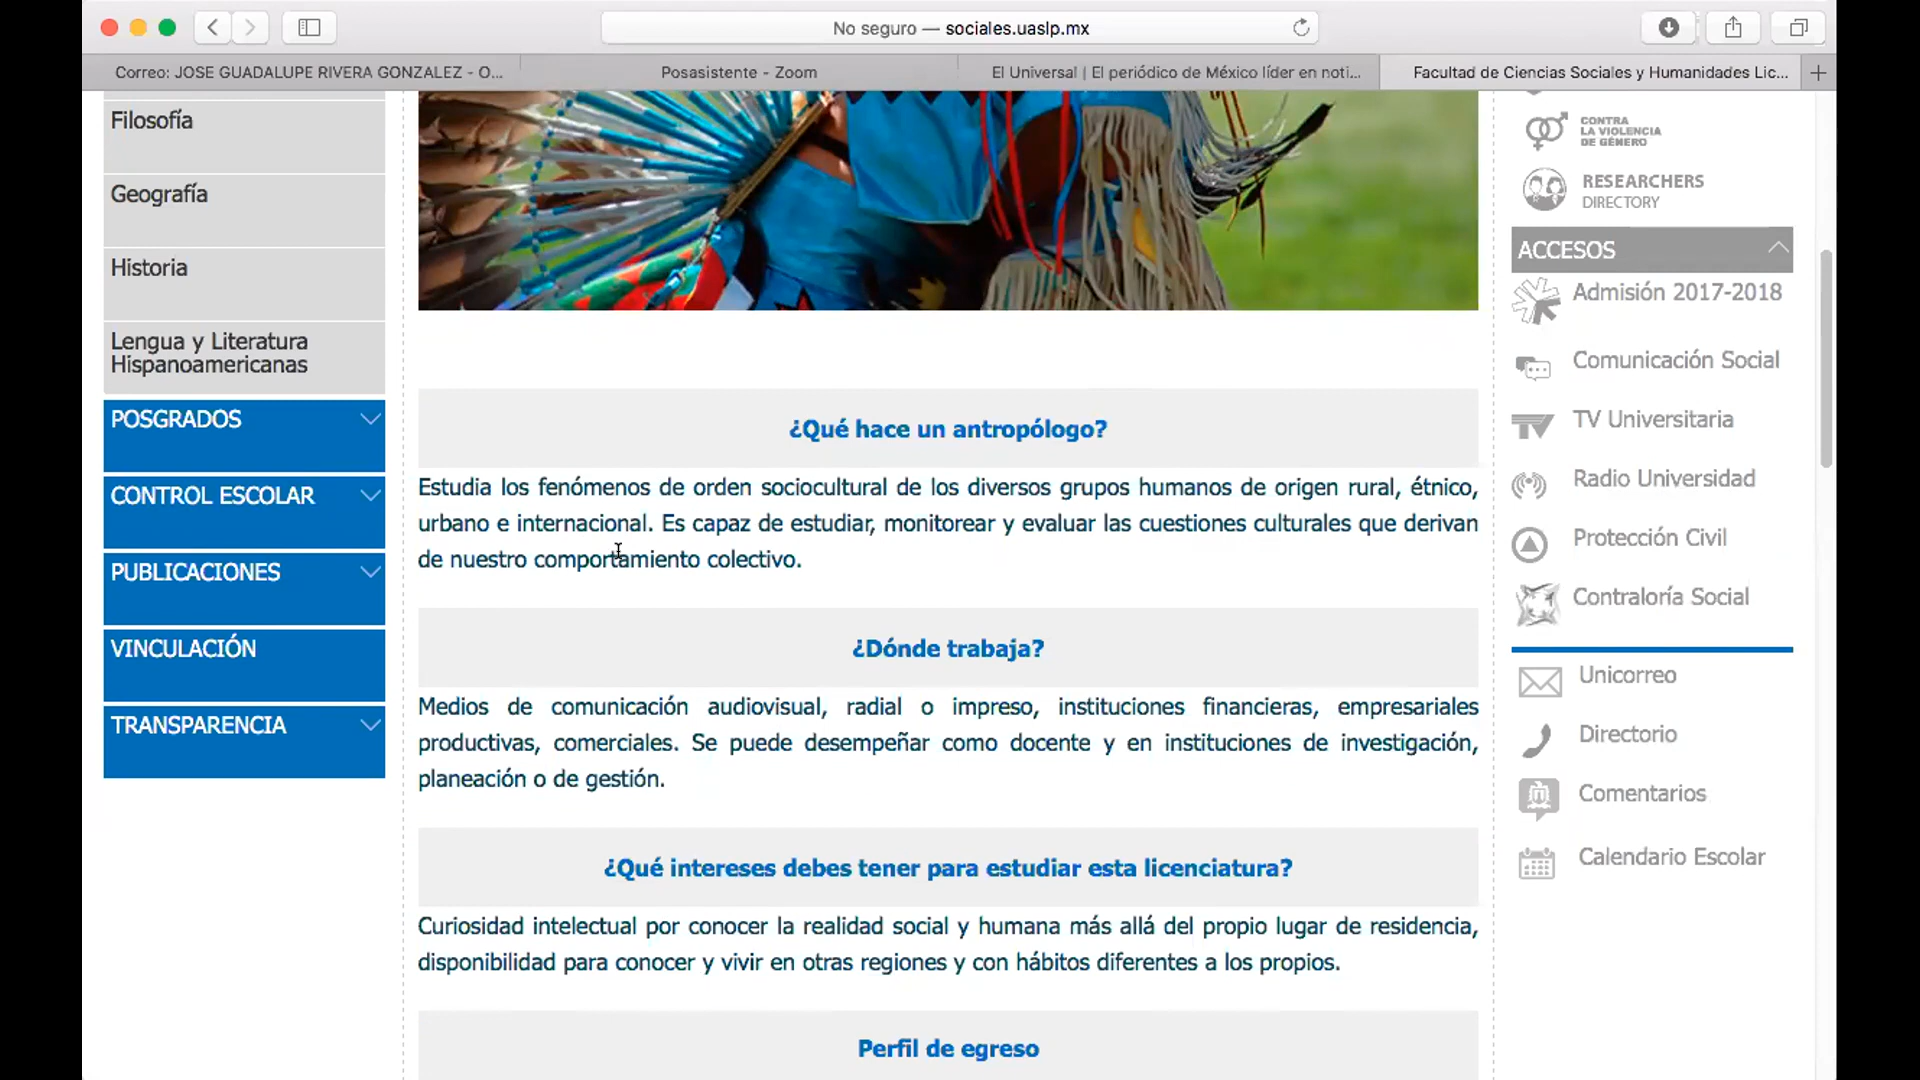 No seguro — sociales.uaslp.mx
Correo: JOSE GUADALUPE RIVERA GONZALEZ - O...
Posasistente - Zoom
El Universal | El periódico de México líder en noti...
Facultad de Ciencias Sociales y Humanidades Lic...
Filosofía
Geografía
Historia
Lengua y Literatura
Hispanoamericanas
POSGRADOS
CONTROL ESCOLAR
PUBLICACIONES
VINCULACIÓN
TRANSPARENCIA
¿Qué hace un antropólogo?
Estudia los fenómenos de orden sociocultural de los diversos grupos humanos de origen rural, étnico,
urbano e internacional. Es capaz de estudiar, monitorear y evaluar las cuestiones culturales que derivan
de nuestro comportamiento colectivo.
¿Dónde trabaja?
Medios de comunicación audiovisual, radial o impreso, instituciones financieras, empresariales
productivas, comerciales. Se puede desempeñar como docente y en instituciones de investigación,
planeación o de gestión.
¿Qué intereses debes tener para estudiar esta licenciatura?
Curiosidad intelectual por conocer la realidad social y humana más allá del propio lugar de residencia,
disponibilidad para conocer y vivir en otras regiones y con hábitos diferentes a los propios.
Perfil de egreso
CONTRA
LA VIOLENCIA
DE GÉNERO
RESEARCHERS
DIRECTORY
ACCESOS
Admisión 2017-2018
Comunicación Social
TV Universitaria
Radio Universidad
Protección Civil
Contraloría Social
Unicorreo
Directorio
Comentarios
Calendario Escolar